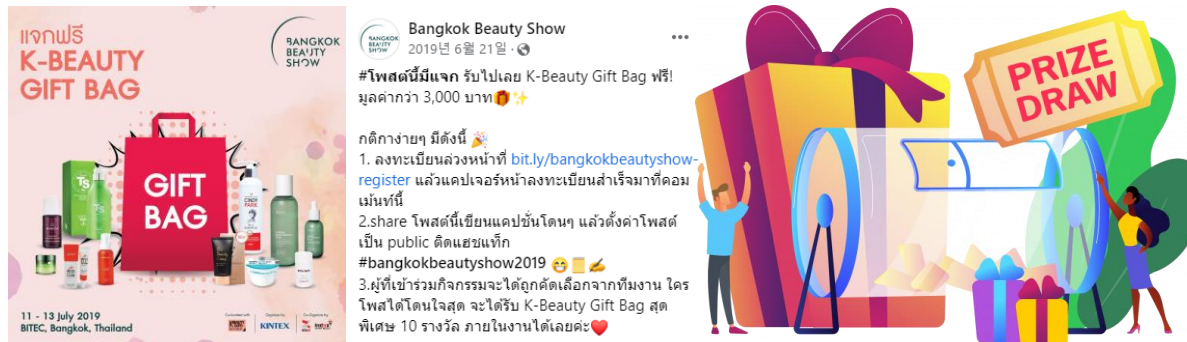 แจกฟรี
K-BEAUTY
GIFT BAG
BANGKOK
BEAUTY
SHOW
GIFT
BAG
11 - 13 July 2019
BITEC, Bangkok, Thailand
KINTEX
BANGKOK
BEAUTY
SHOW
Bangkok Beauty Show
2019년 6월 21일 ·
#โพสต์นี้มีแจก รับไปเลย K-Beauty Gift Bag ฟรี!
มูลค่ากว่า 3,000 บาท🎁✨
กติกาง่ายๆ มีดังนี้ 🎉
1. ลงทะเบียนล่วงหน้าที่ bit.ly/bangkokbeautyshow-
register แล้วแคปเจอร์หน้าลงทะเบียนสำเร็จมาที่คอม
เม้นท์นี้
2.share โพสต์นี้เขียนแคปชั่นโดนๆ แล้วตั้งค่าโพสต์
เป็น public ติดแฮชแท็ก
#bangkokbeautyshow2019 😁📒✍
3.ผู้ที่เข้าร่วมกิจกรรมจะได้ถูกคัดเลือกจากทีมงาน ใคร
โพสได้โดนใจสุด จะได้รับ K-Beauty Gift Bag สุด
พิเศษ 10 รางวัล ภายในงานได้เลยค่ะ❤
PRIZE
DRAW